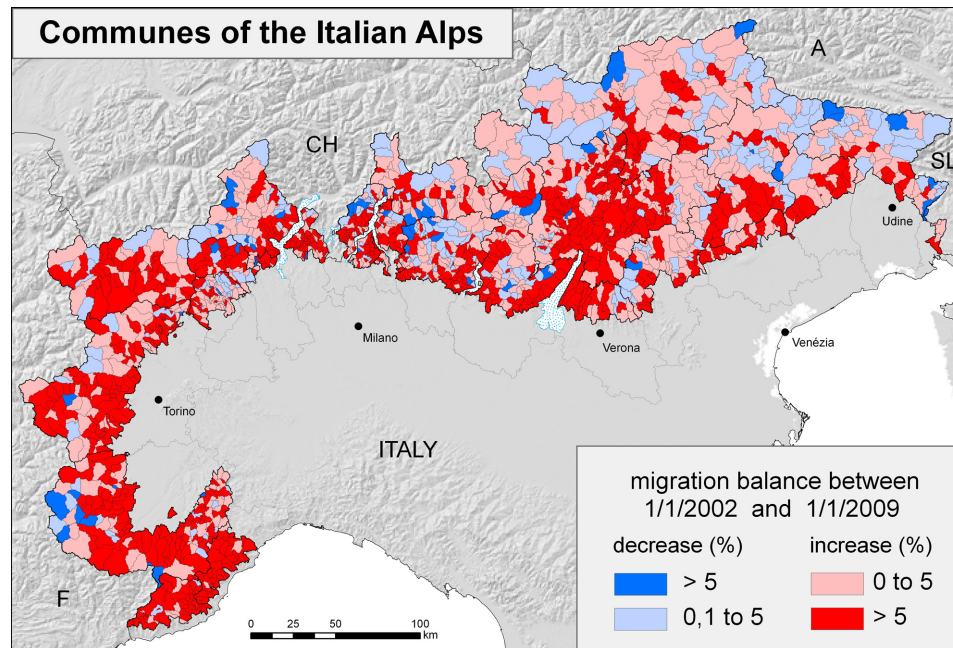 Communes of the Italian Alps
A
CH
SL
Udine
Milano
Verona
Venézia
Torino
ITALY
F
0 25 50 100
km
migration balance between
1/1/2002 and 1/1/2009
decrease (%) increase (%)
> 5 0 to 5
0,1 to 5 > 5